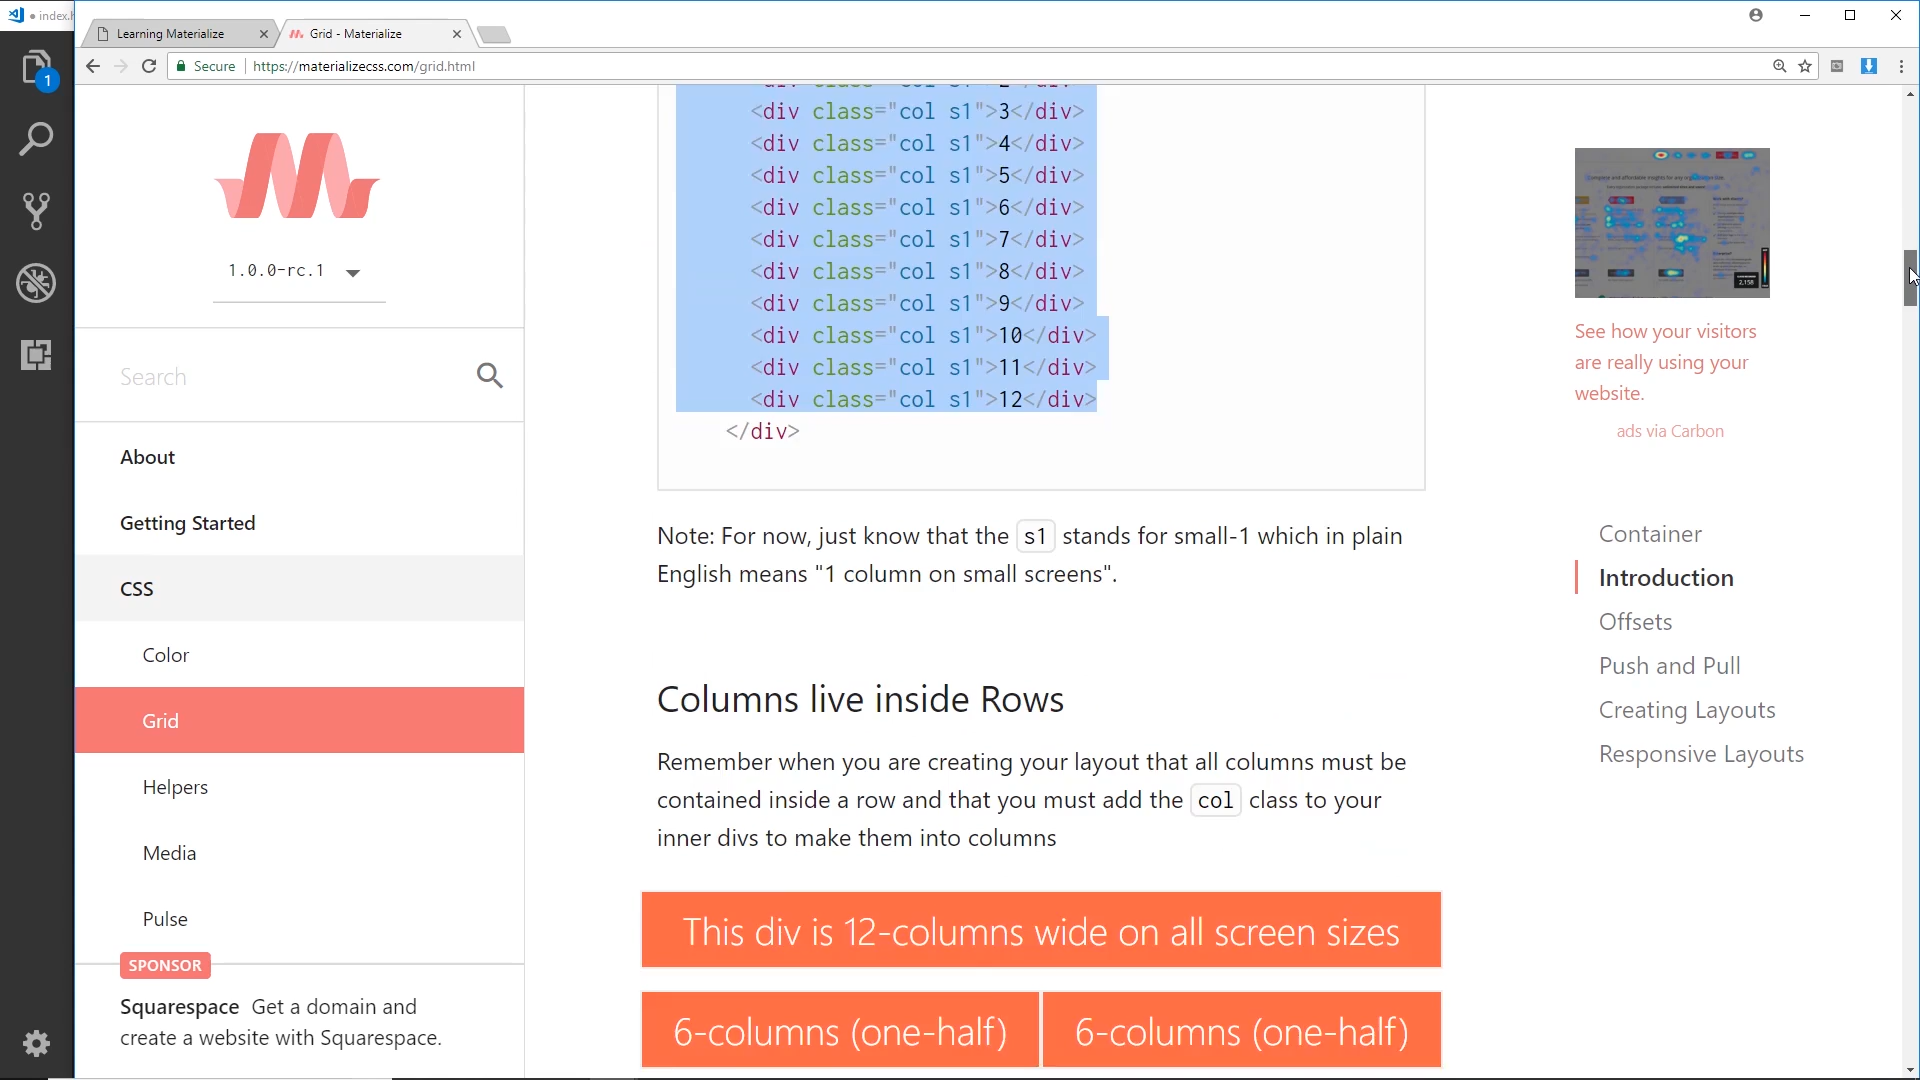 index.h
Learning Materialize
Grid - Materialize
1
Secure
https://materializecss.com/grid.html
1.0.0-rc.1
Search
About
Getting Started
CSS
Color
Grid
Helpers
Media
Pulse
SPONSOR
Squarespace Get a domain and
create a website with Squarespace.
<div class="col s1">3</div>
<div class="col s1">4</div>
<div class="col s1">5</div>
<div class="col s1">6</div>
<div class="col s1">7</div>
<div class="col s1">8</div>
<div class="col s1">9</div>
<div class="col s1">10</div>
<div class="col s1">11</div>
<div class="col s1">12</div>
</div>
Note: For now, just know that the s1 stands for small-1 which in plain
English means "1 column on small screens".
Columns live inside Rows
Remember when you are creating your layout that all columns must be
contained inside a row and that you must add the col class to your
inner divs to make them into columns
This div is 12-columns wide on all screen sizes
6-columns (one-half)
6-columns (one-half)
2,158
See how your visitors
are really using your
website.
ads via Carbon
Container
Introduction
Offsets
Push and Pull
Creating Layouts
Responsive Layouts